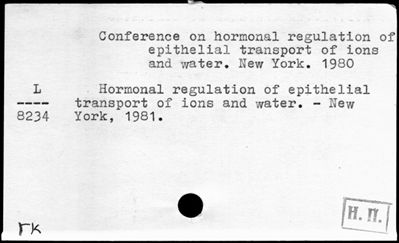 Conference on hormonal regulation of
epithelial transport of ions
and water. New York. 1980
L
----
8234
Hormonal regulation of epithelial
transport of ions and water. - New
York, 1981.
гк
Н. П.